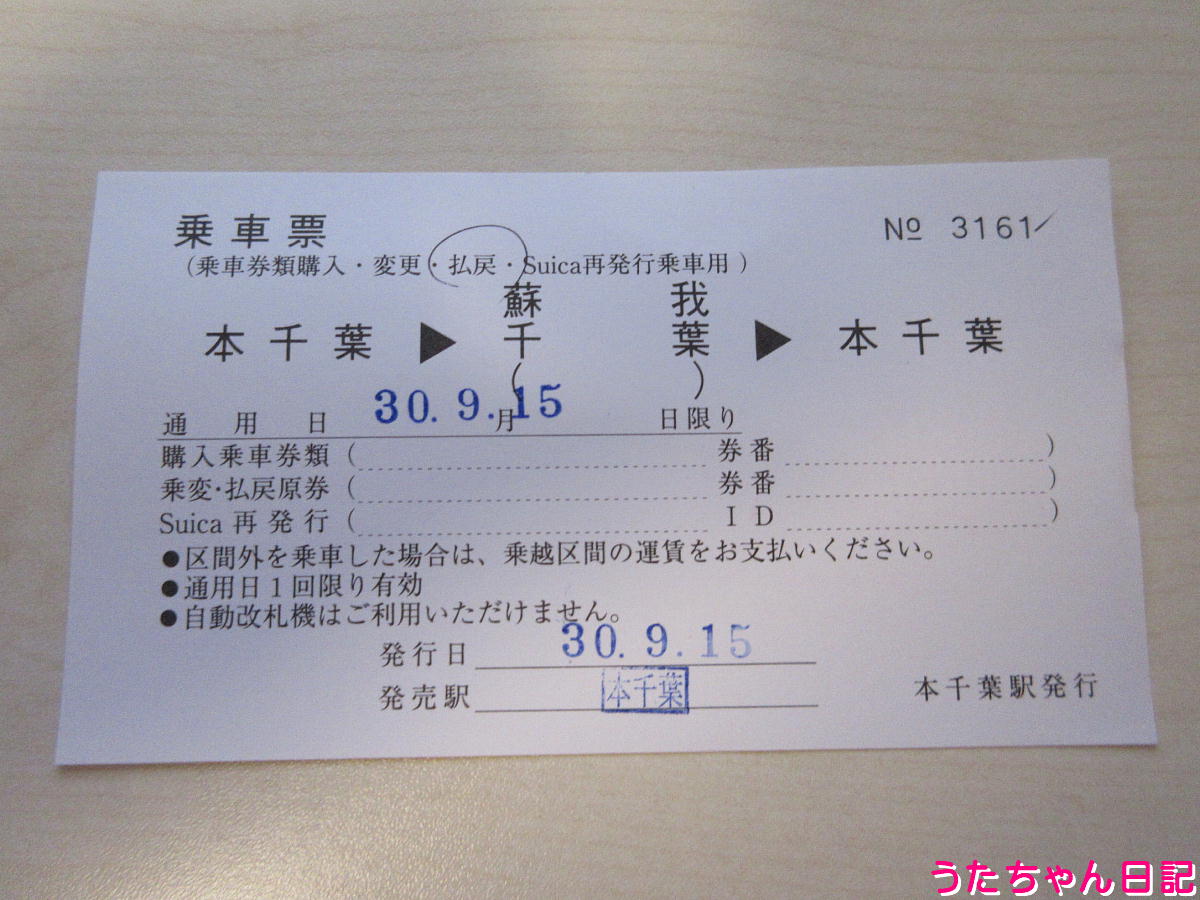 乗車票
№ 3161
(乗車券類購入・変更・払戻・Suica再発行乗車用)
蘇 我
本千葉 ▶ 千 葉 ▶ 本千葉
( )
通用日 30.9.15 月 日限り
購入乗車券類( 券番 )
乗変・払戻原券( 券番 )
Suica再発行( ID )
●区間外を乗車した場合は、乗越区間の運賃をお支払いください。
●通用日1回限り有効
●自動改札機はご利用いただけません。
発行日 30.9.15
発売駅 本千葉
本千葉駅発行
うたちゃん日記